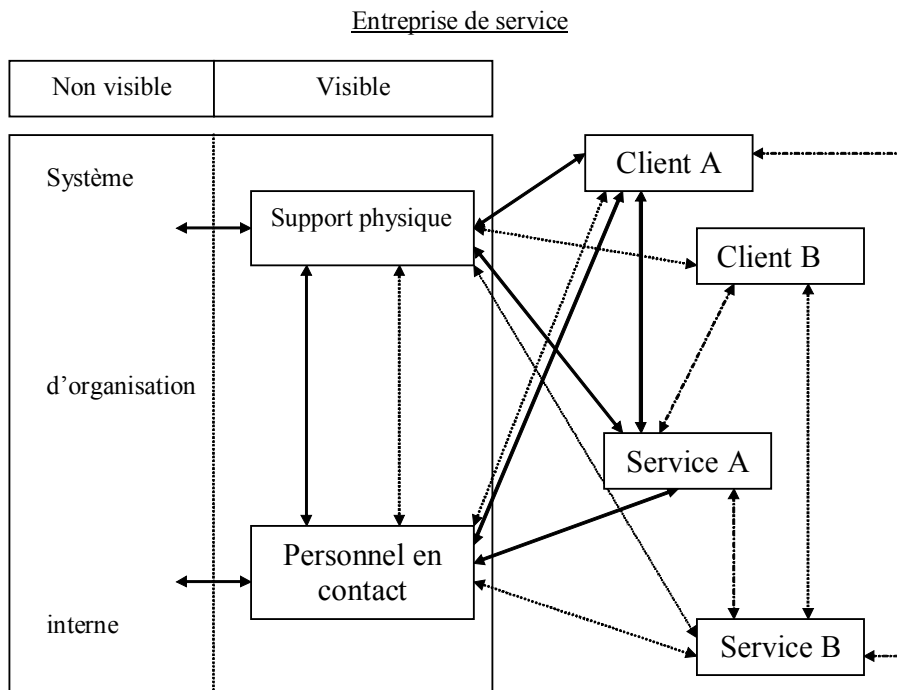 Entreprise de service
Non visible
Visible
Système
Support physique
Client A
Client B
d’organisation
Service A
Personnel en
contact
interne
Service B